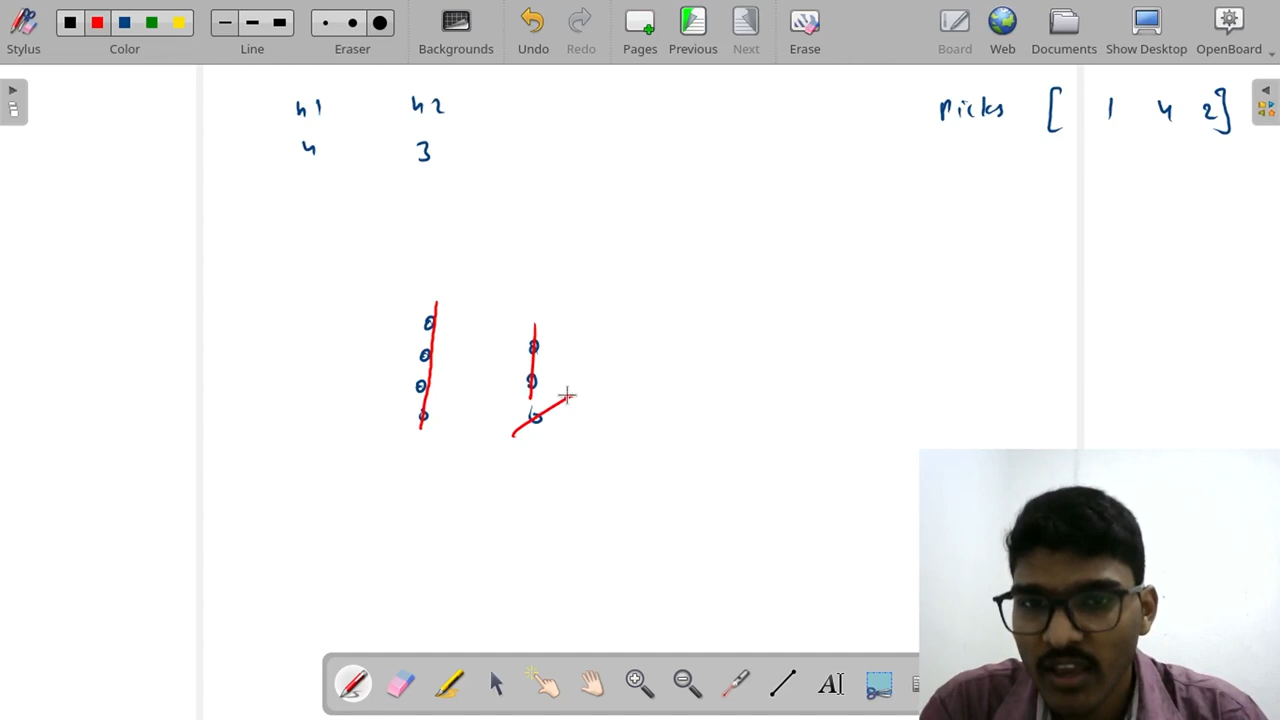 Stylus Color Line Eraser Backgrounds Undo Redo Pages Previous Next Erase Board Web Documents Show Desktop OpenBoard
h1 h2 Picks [ 1 4 2 ]
4 3